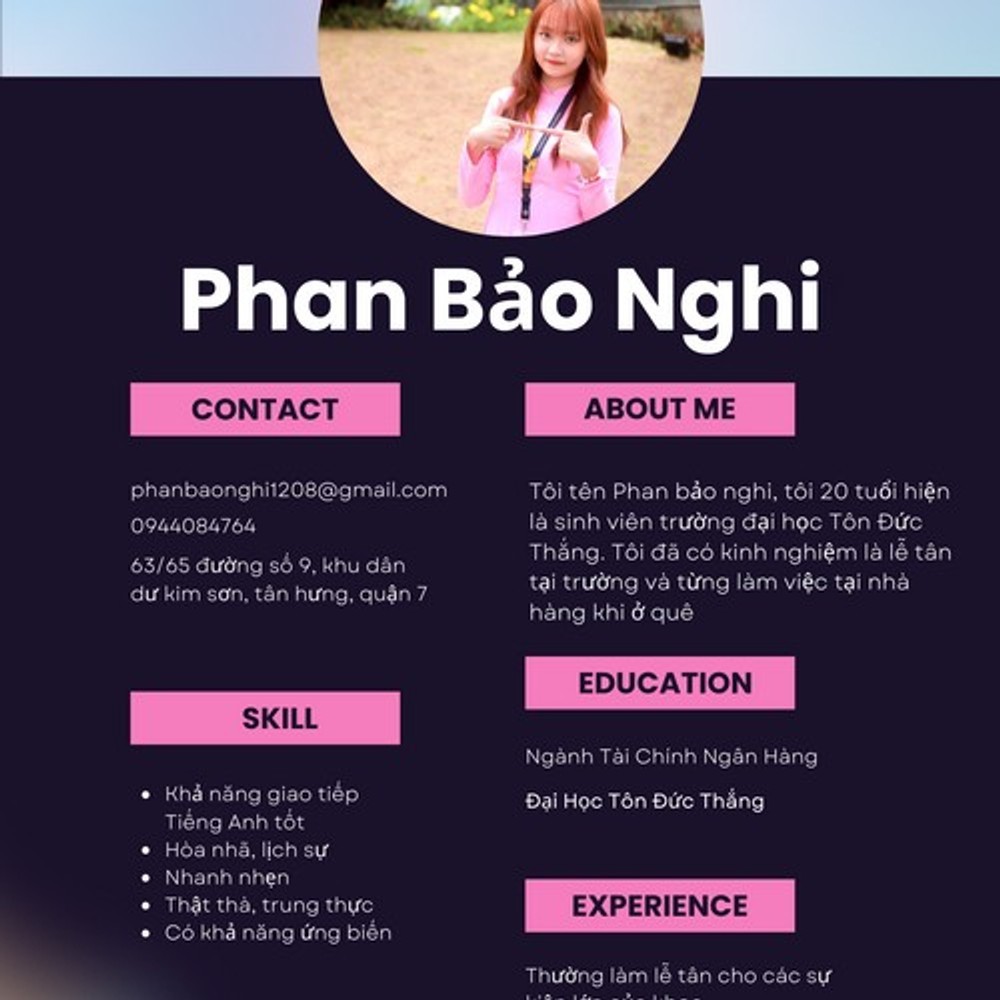 Phan Bảo Nghi
CONTACT
phanbaonghi1208@gmail.com
0944084764
63/65 đường số 9, khu dân
dư kim sơn, tân hưng, quận 7
SKILL
Khả năng giao tiếp
Tiếng Anh tốt
Hòa nhã, lịch sự
Nhanh nhẹn
Thật thà, trung thực
Có khả năng ứng biến
ABOUT ME
Tôi tên Phan bảo nghi, tôi 20 tuổi hiện
là sinh viên trường đại học Tôn Đức
Thắng. Tôi đã có kinh nghiệm là lễ tân
tại trường và từng làm việc tại nhà
hàng khi ở quê
EDUCATION
Ngành Tài Chính Ngân Hàng
Đại Học Tôn Đức Thắng
EXPERIENCE
Thường làm lễ tân cho các sự